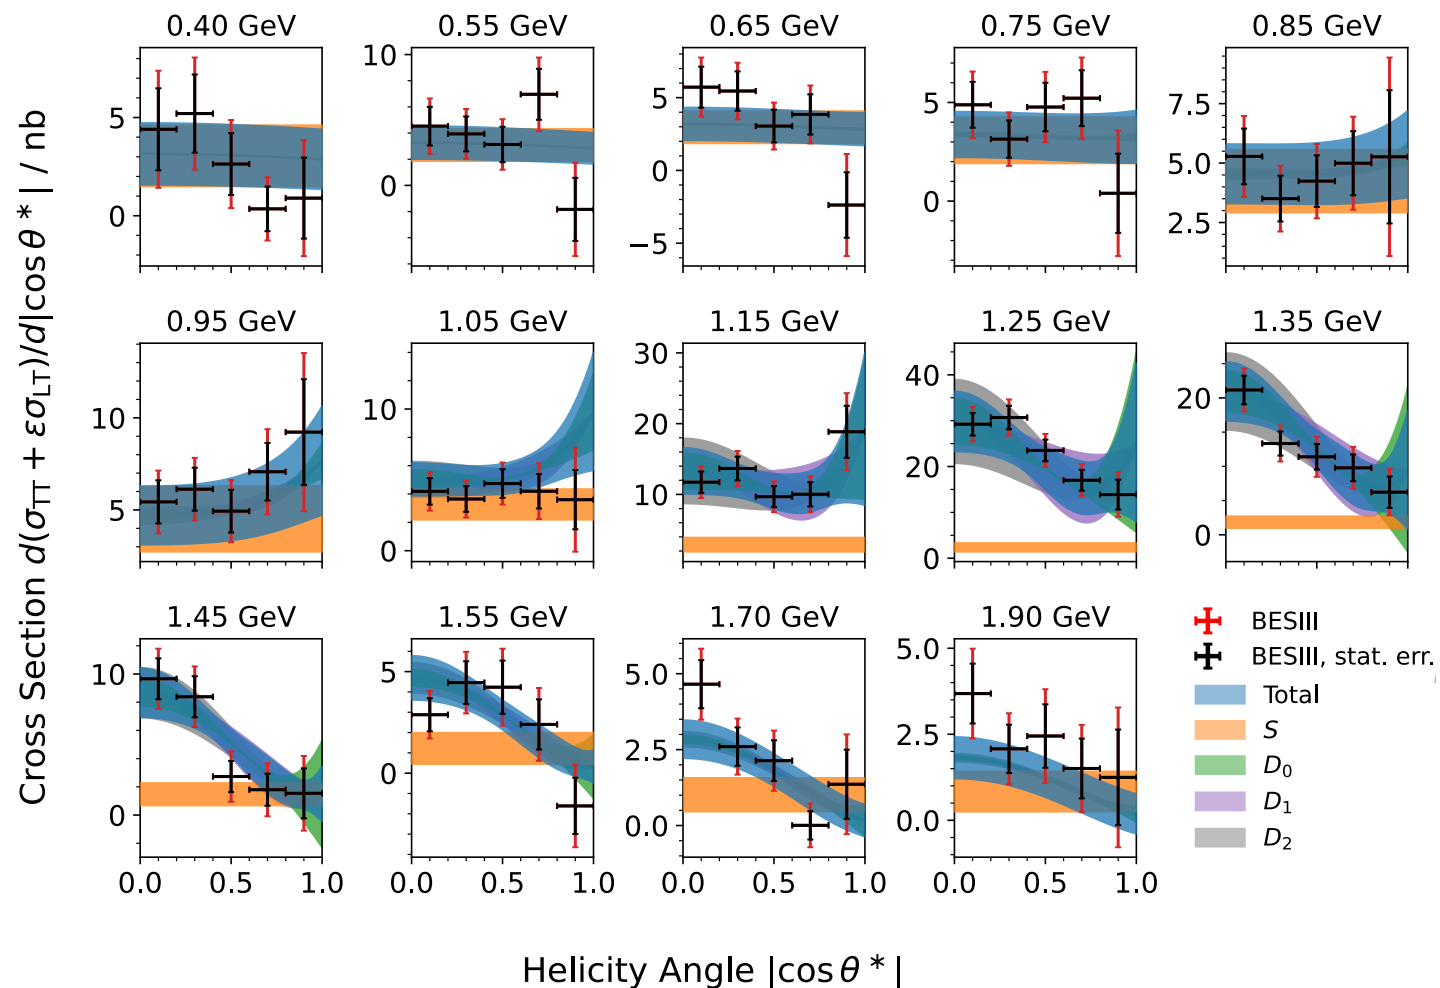 0.40 GeV 0.55 GeV 0.65 GeV 0.75 GeV 0.85 GeV
5
0
10
5
0
5
0
−5
5
0
7.5
5.0
2.5
0.95 GeV 1.05 GeV 1.15 GeV 1.25 GeV 1.35 GeV
10
5
10
0
30
20
10
40
20
0
20
0
1.45 GeV 1.55 GeV 1.70 GeV 1.90 GeV
10
0
5
0
5.0
2.5
0.0
5.0
2.5
0.0
0.0 0.5 1.0 0.0 0.5 1.0 0.0 0.5 1.0 0.0 0.5 1.0
BESIII
BESIII, stat. err.
Total
S
D₀
D₁
D₂
Cross Section d(σ_TT + εσ_LT)/d|cos θ *| / nb
Helicity Angle |cos θ *|